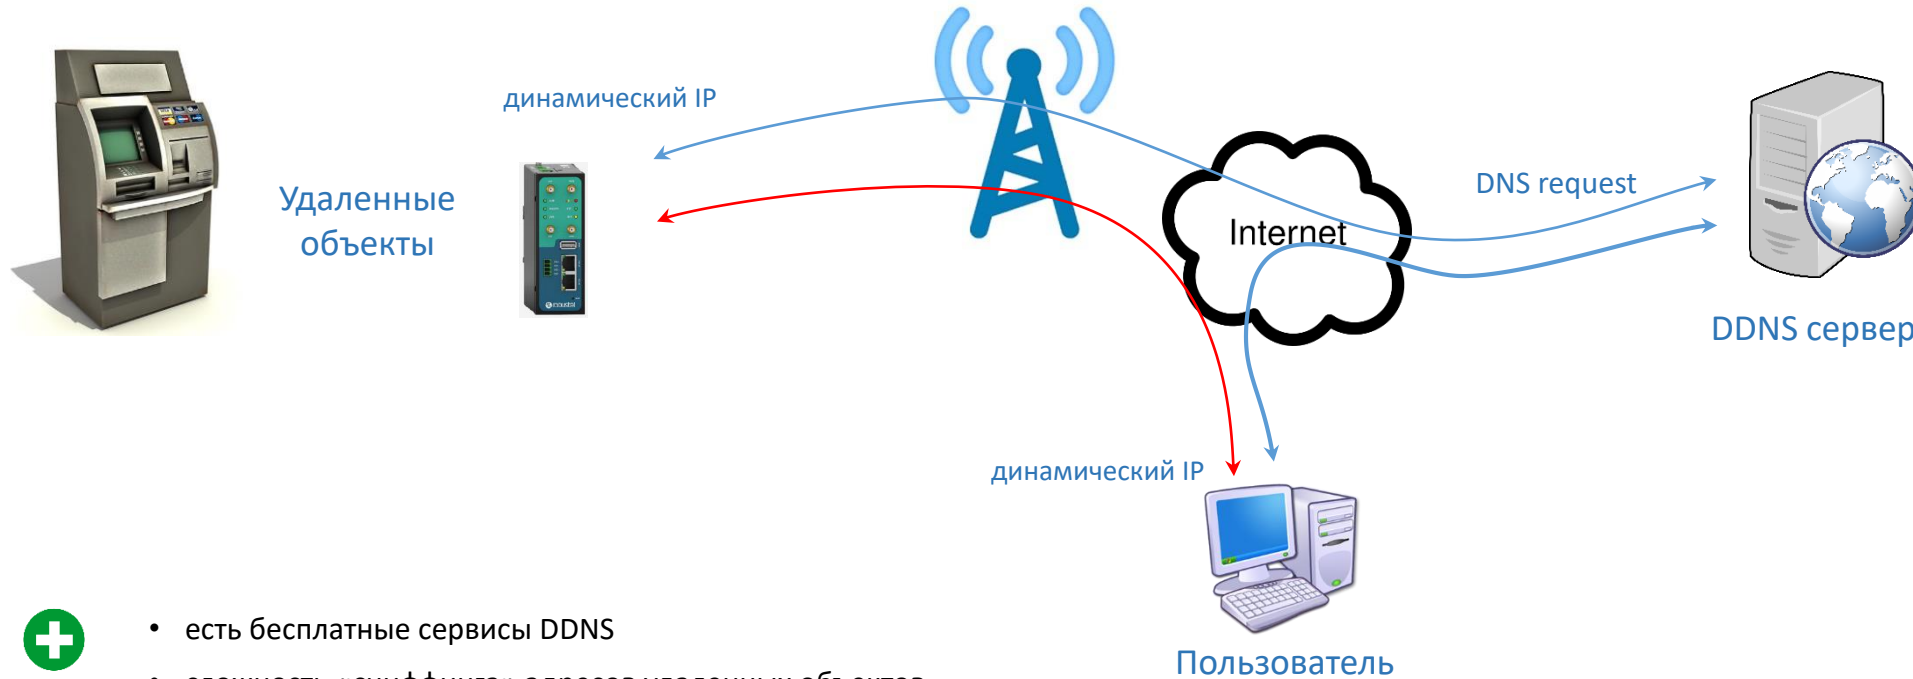 динамический IP
Удаленные
объекты
Internet
DNS request
DDNS сервер
динамический IP
Пользователь
• есть бесплатные сервисы DDNS